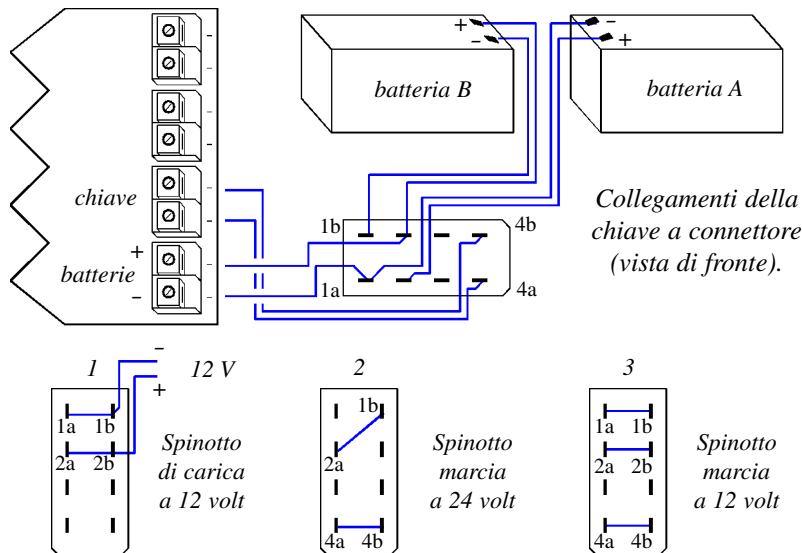 +
−
batteria B
−
+
batteria A
chiave
+
batterie
−
1b
4b
1a
4a
Collegamenti della
chiave a connettore
(vista di fronte).
1
−
12 V
+
1a 1b
2a 2b
Spinotto
di carica
a 12 volt
2
1b
2a
4a 4b
Spinotto
marcia
a 24 volt
3
1a 1b
2a 2b
4a 4b
Spinotto
marcia
a 12 volt